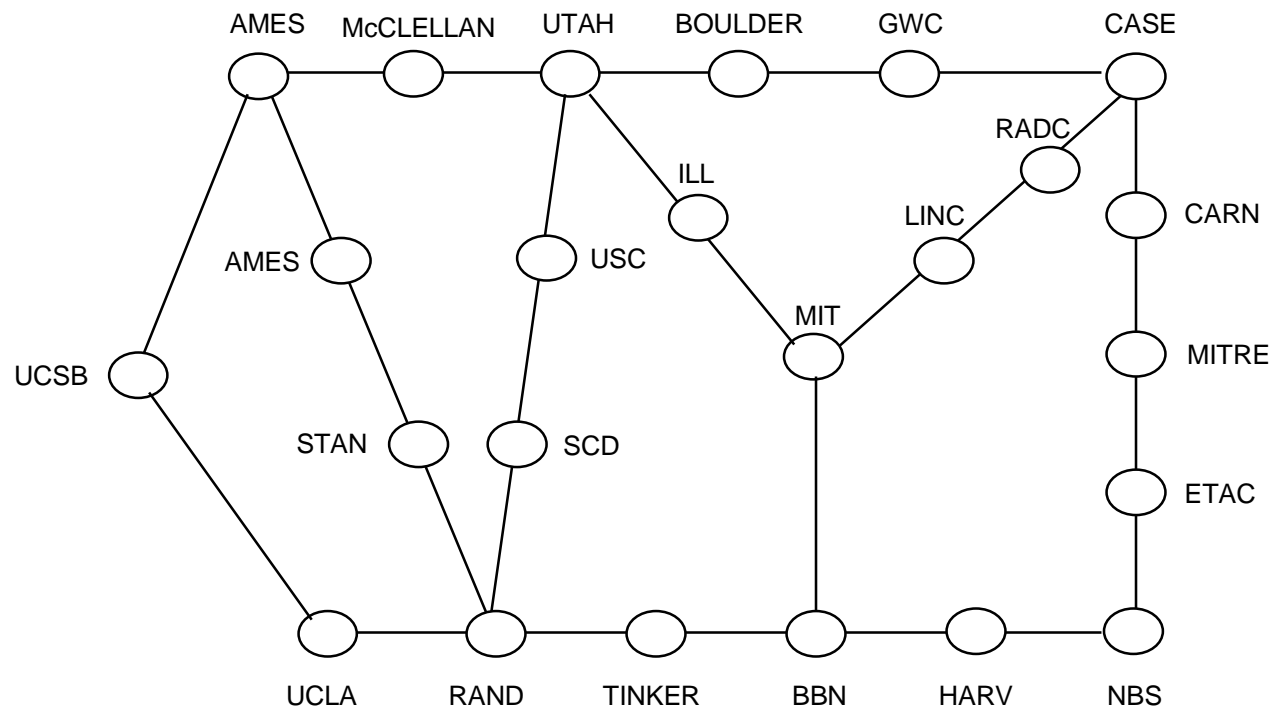 AMES
McCLELLAN
UTAH
BOULDER
GWC
CASE
RADC
ILL
LINC
CARN
AMES
USC
MIT
MITRE
UCSB
STAN
SCD
ETAC
UCLA
RAND
TINKER
BBN
HARV
NBS